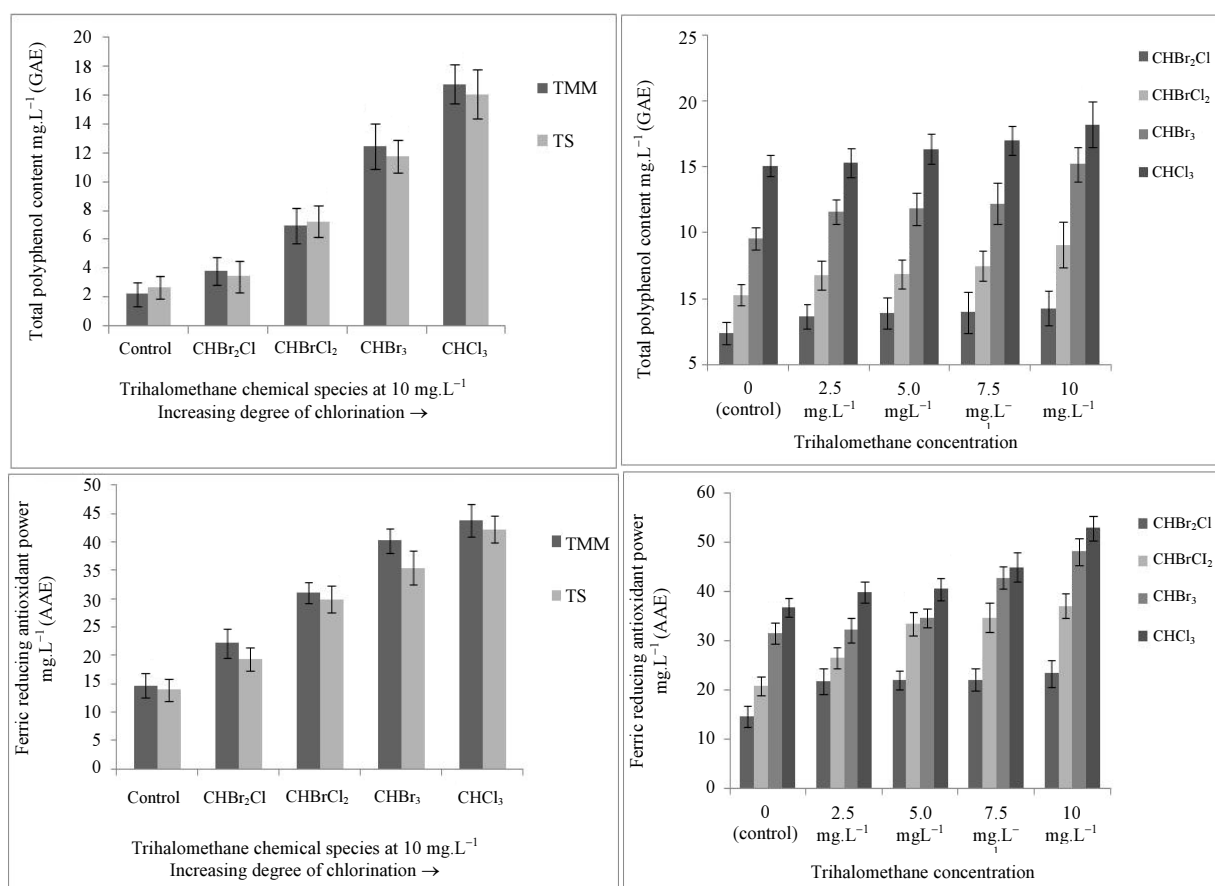 Total polyphenol content mg.L⁻¹ (GAE)
20
18
16
14
12
10
8
6
4
2
0
TMM
TS
Control CHBr₂Cl CHBrCl₂ CHBr₃ CHCl₃
Trihalomethane chemical species at 10 mg.L⁻¹
Increasing degree of chlorination →
Total polyphenol content mg.L⁻¹ (GAE)
25
20
15
10
15
5
CHBr₂Cl
CHBrCl₂
CHBr₃
CHCl₃
0 2.5 5.0 7.5 10
(control) mg.L⁻¹ mgL⁻¹ mg.L⁻ mg.L⁻¹
1
Trihalomethane concentration
Ferric reducing antioxidant power
mg.L⁻¹ (AAE)
50
45
40
35
30
25
20
15
10
5
0
TMM
TS
Control CHBr₂Cl CHBrCl₂ CHBr₃ CHCl₃
Trihalomethane chemical species at 10 mg.L⁻¹
Increasing degree of chlorination →
Ferric reducing antioxidant power
mg.L⁻¹ (AAE)
60
50
40
30
20
10
0
CHBr₂Cl
CHBrCl₂
CHBr₃
CHCl₃
0 2.5 5.0 7.5 10
(control) mg.L⁻¹ mgL⁻¹ mg.L⁻ mg.L⁻¹
1
Trihalomethane concentration